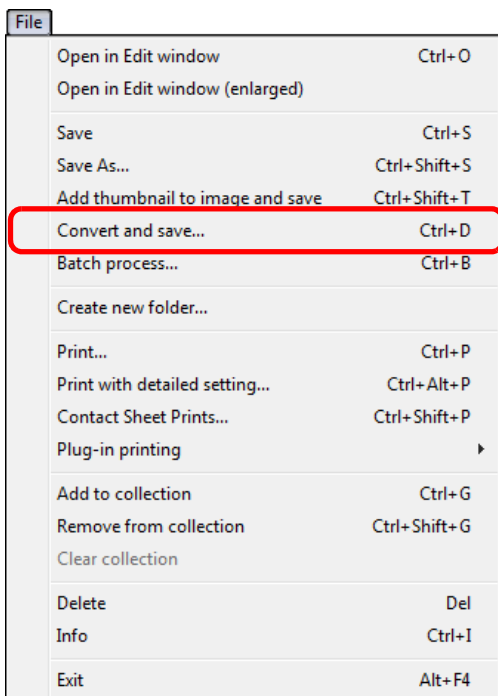 File
Open in Edit window Ctrl+O
Open in Edit window (enlarged)
Save Ctrl+S
Save As... Ctrl+Shift+S
Add thumbnail to image and save Ctrl+Shift+T
Convert and save... Ctrl+D
Batch process... Ctrl+B
Create new folder...
Print... Ctrl+P
Print with detailed setting... Ctrl+Alt+P
Contact Sheet Prints... Ctrl+Shift+P
Plug-in printing
Add to collection Ctrl+G
Remove from collection Ctrl+Shift+G
Clear collection
Delete Del
Info Ctrl+I
Exit Alt+F4